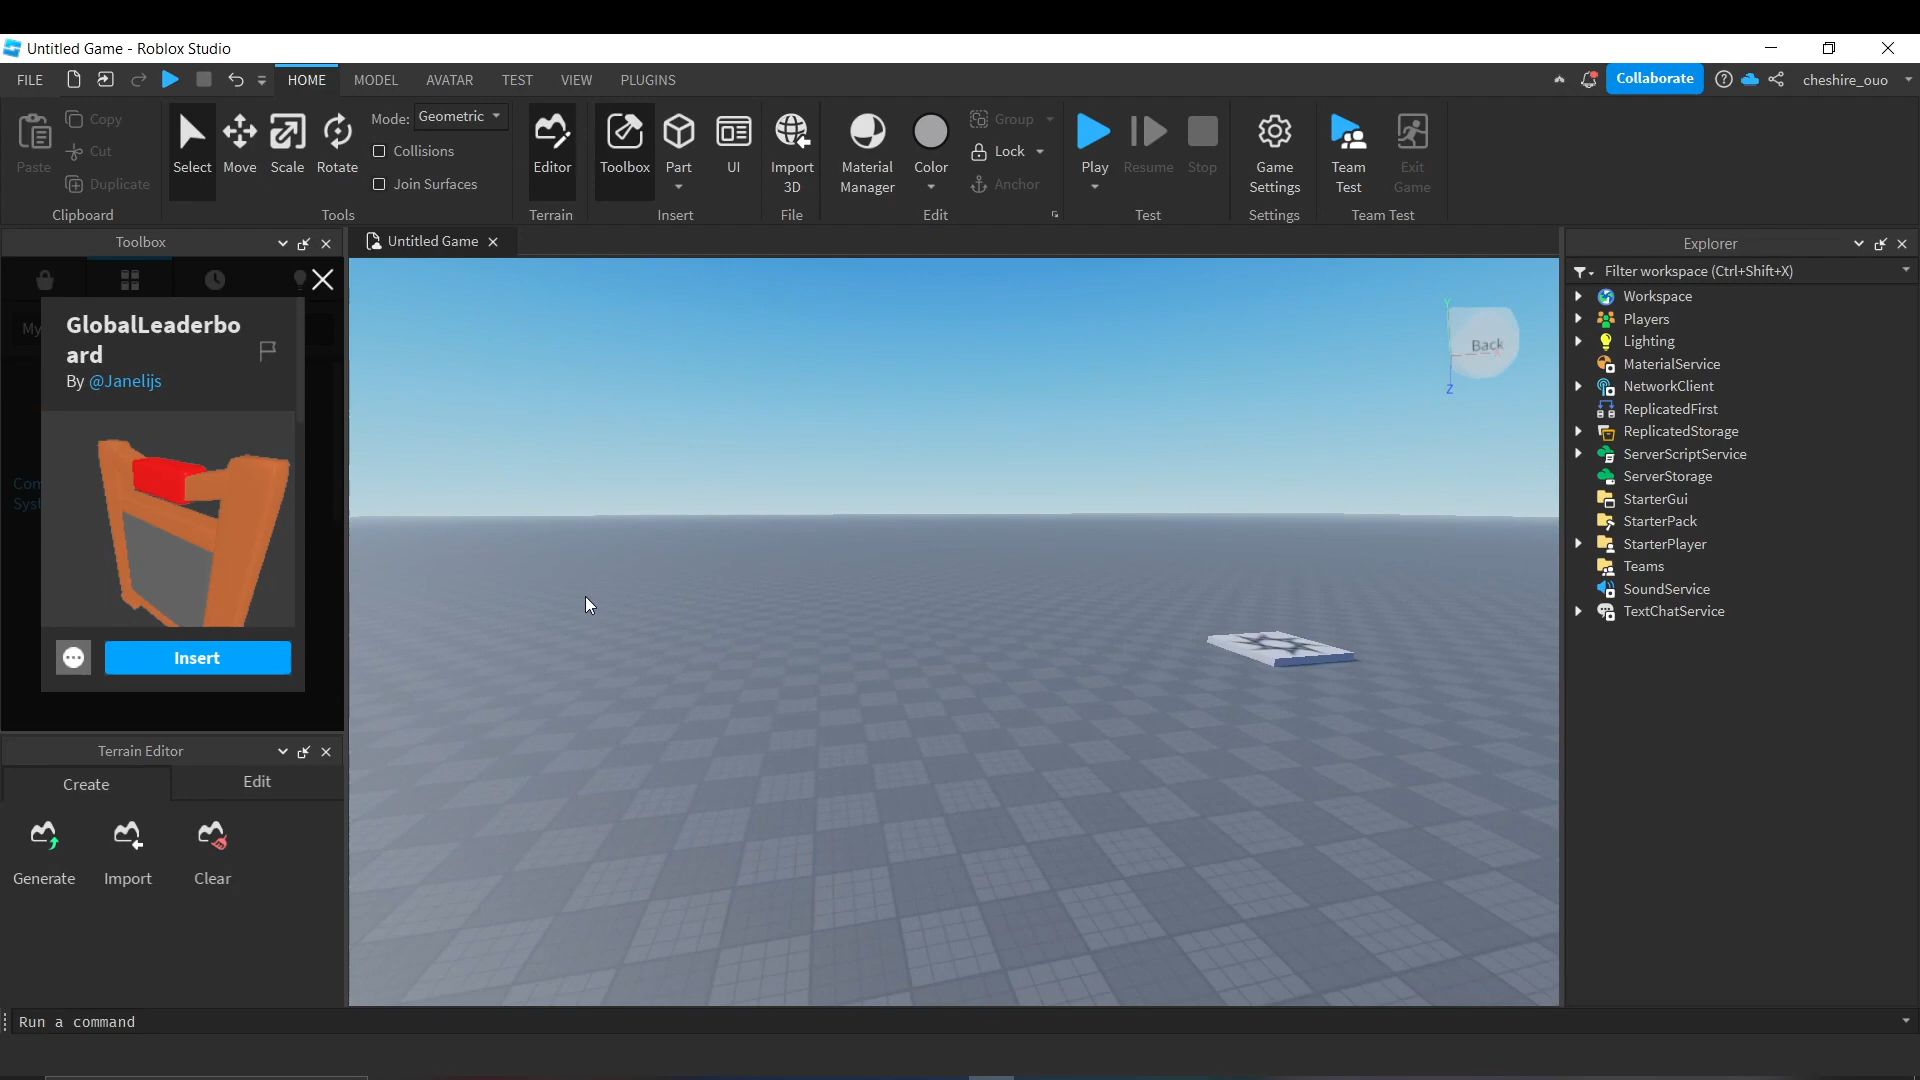 Untitled Game - Roblox Studio
FILE HOME MODEL AVATAR TEST VIEW PLUGINS Collaborate cheshire_ouo
Paste Copy Cut Duplicate
Clipboard
Select Move Scale Rotate
Mode: Geometric
Collisions
Join Surfaces
Tools
Editor
Terrain
Toolbox Part UI
Insert
Import 3D
File
Material Manager Color
Group
Lock
Anchor
Edit
Play Resume Stop
Test
Game Settings
Settings
Team Test Exit Game
Team Test
Toolbox
My
GlobalLeaderbo
ard
By @Janelijs
Com
Syst
Insert
Terrain Editor
Create Edit
Generate Import Clear
Untitled Game
Y
Back
Z
Explorer
Filter workspace (Ctrl+Shift+X)
Workspace
Players
Lighting
MaterialService
NetworkClient
ReplicatedFirst
ReplicatedStorage
ServerScriptService
ServerStorage
StarterGui
StarterPack
StarterPlayer
Teams
SoundService
TextChatService
Run a command